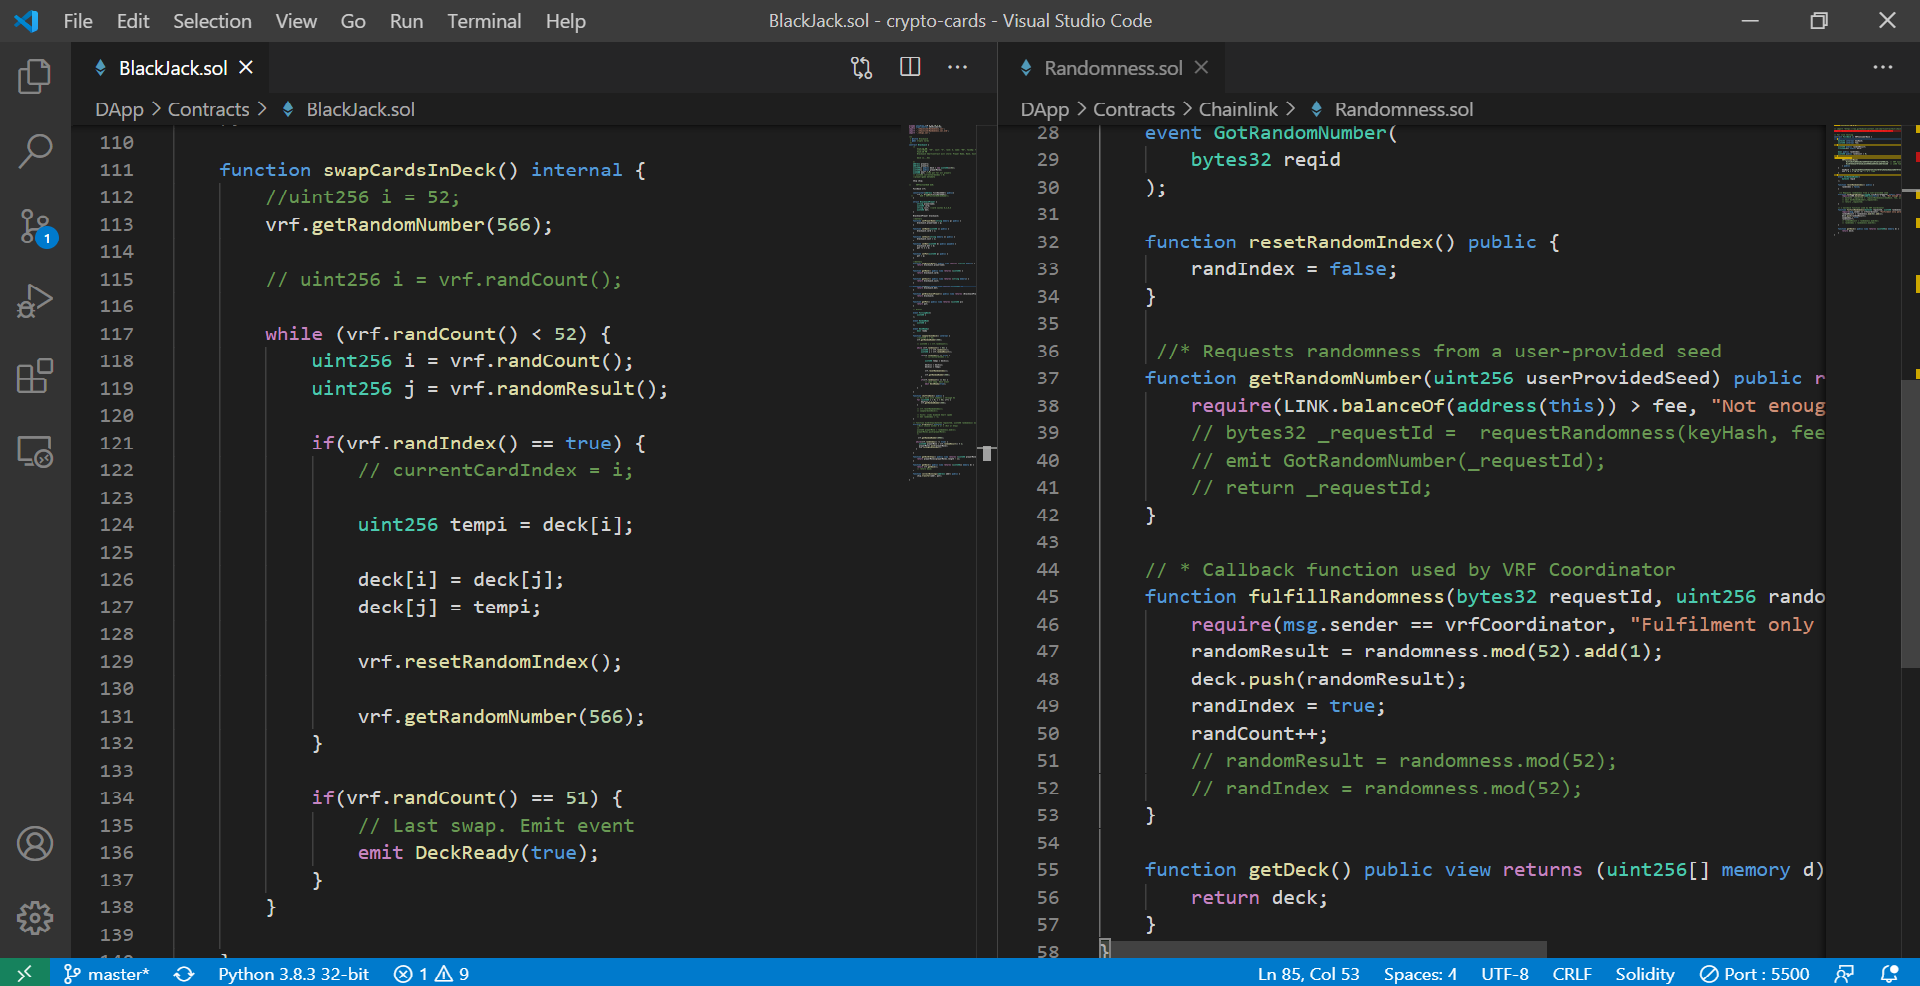 File Edit Selection View Go Run Terminal Help BlackJack.sol - crypto-cards - Visual Studio Code
BlackJack.sol
DApp > Contracts > BlackJack.sol
110
111 function swapCardsInDeck() internal {
112 //uint256 i = 52;
113 vrf.getRandomNumber(566);
114
115 // uint256 i = vrf.randCount();
116
117 while (vrf.randCount() < 52) {
118 uint256 i = vrf.randCount();
119 uint256 j = vrf.randomResult();
120
121 if(vrf.randIndex() == true) {
122 // currentCardIndex = i;
123
124 uint256 tempi = deck[i];
125
126 deck[i] = deck[j];
127 deck[j] = tempi;
128
129 vrf.resetRandomIndex();
130
131 vrf.getRandomNumber(566);
132 }
133
134 if(vrf.randCount() == 51) {
135 // Last swap. Emit event
136 emit DeckReady(true);
137 }
138 }
139
Randomness.sol
DApp > Contracts > Chainlink > Randomness.sol
28 event GotRandomNumber(
29 bytes32 reqid
30 );
31
32 function resetRandomIndex() public {
33 randIndex = false;
34 }
35
36 //* Requests randomness from a user-provided seed
37 function getRandomNumber(uint256 userProvidedSeed) public r
38 require(LINK.balanceOf(address(this)) > fee, "Not enoug
39 // bytes32 _requestId = requestRandomness(keyHash, fee
40 // emit GotRandomNumber(_requestId);
41 // return _requestId;
42 }
43
44 // * Callback function used by VRF Coordinator
45 function fulfillRandomness(bytes32 requestId, uint256 rando
46 require(msg.sender == vrfCoordinator, "Fulfilment only
47 randomResult = randomness.mod(52).add(1);
48 deck.push(randomResult);
49 randIndex = true;
50 randCount++;
51 // randomResult = randomness.mod(52);
52 // randIndex = randomness.mod(52);
53 }
54
55 function getDeck() public view returns (uint256[] memory d)
56 return deck;
57 }
58 }
1
master* Python 3.8.3 32-bit 1 9 Ln 85, Col 53 Spaces: 4 UTF-8 CRLF Solidity Port : 5500